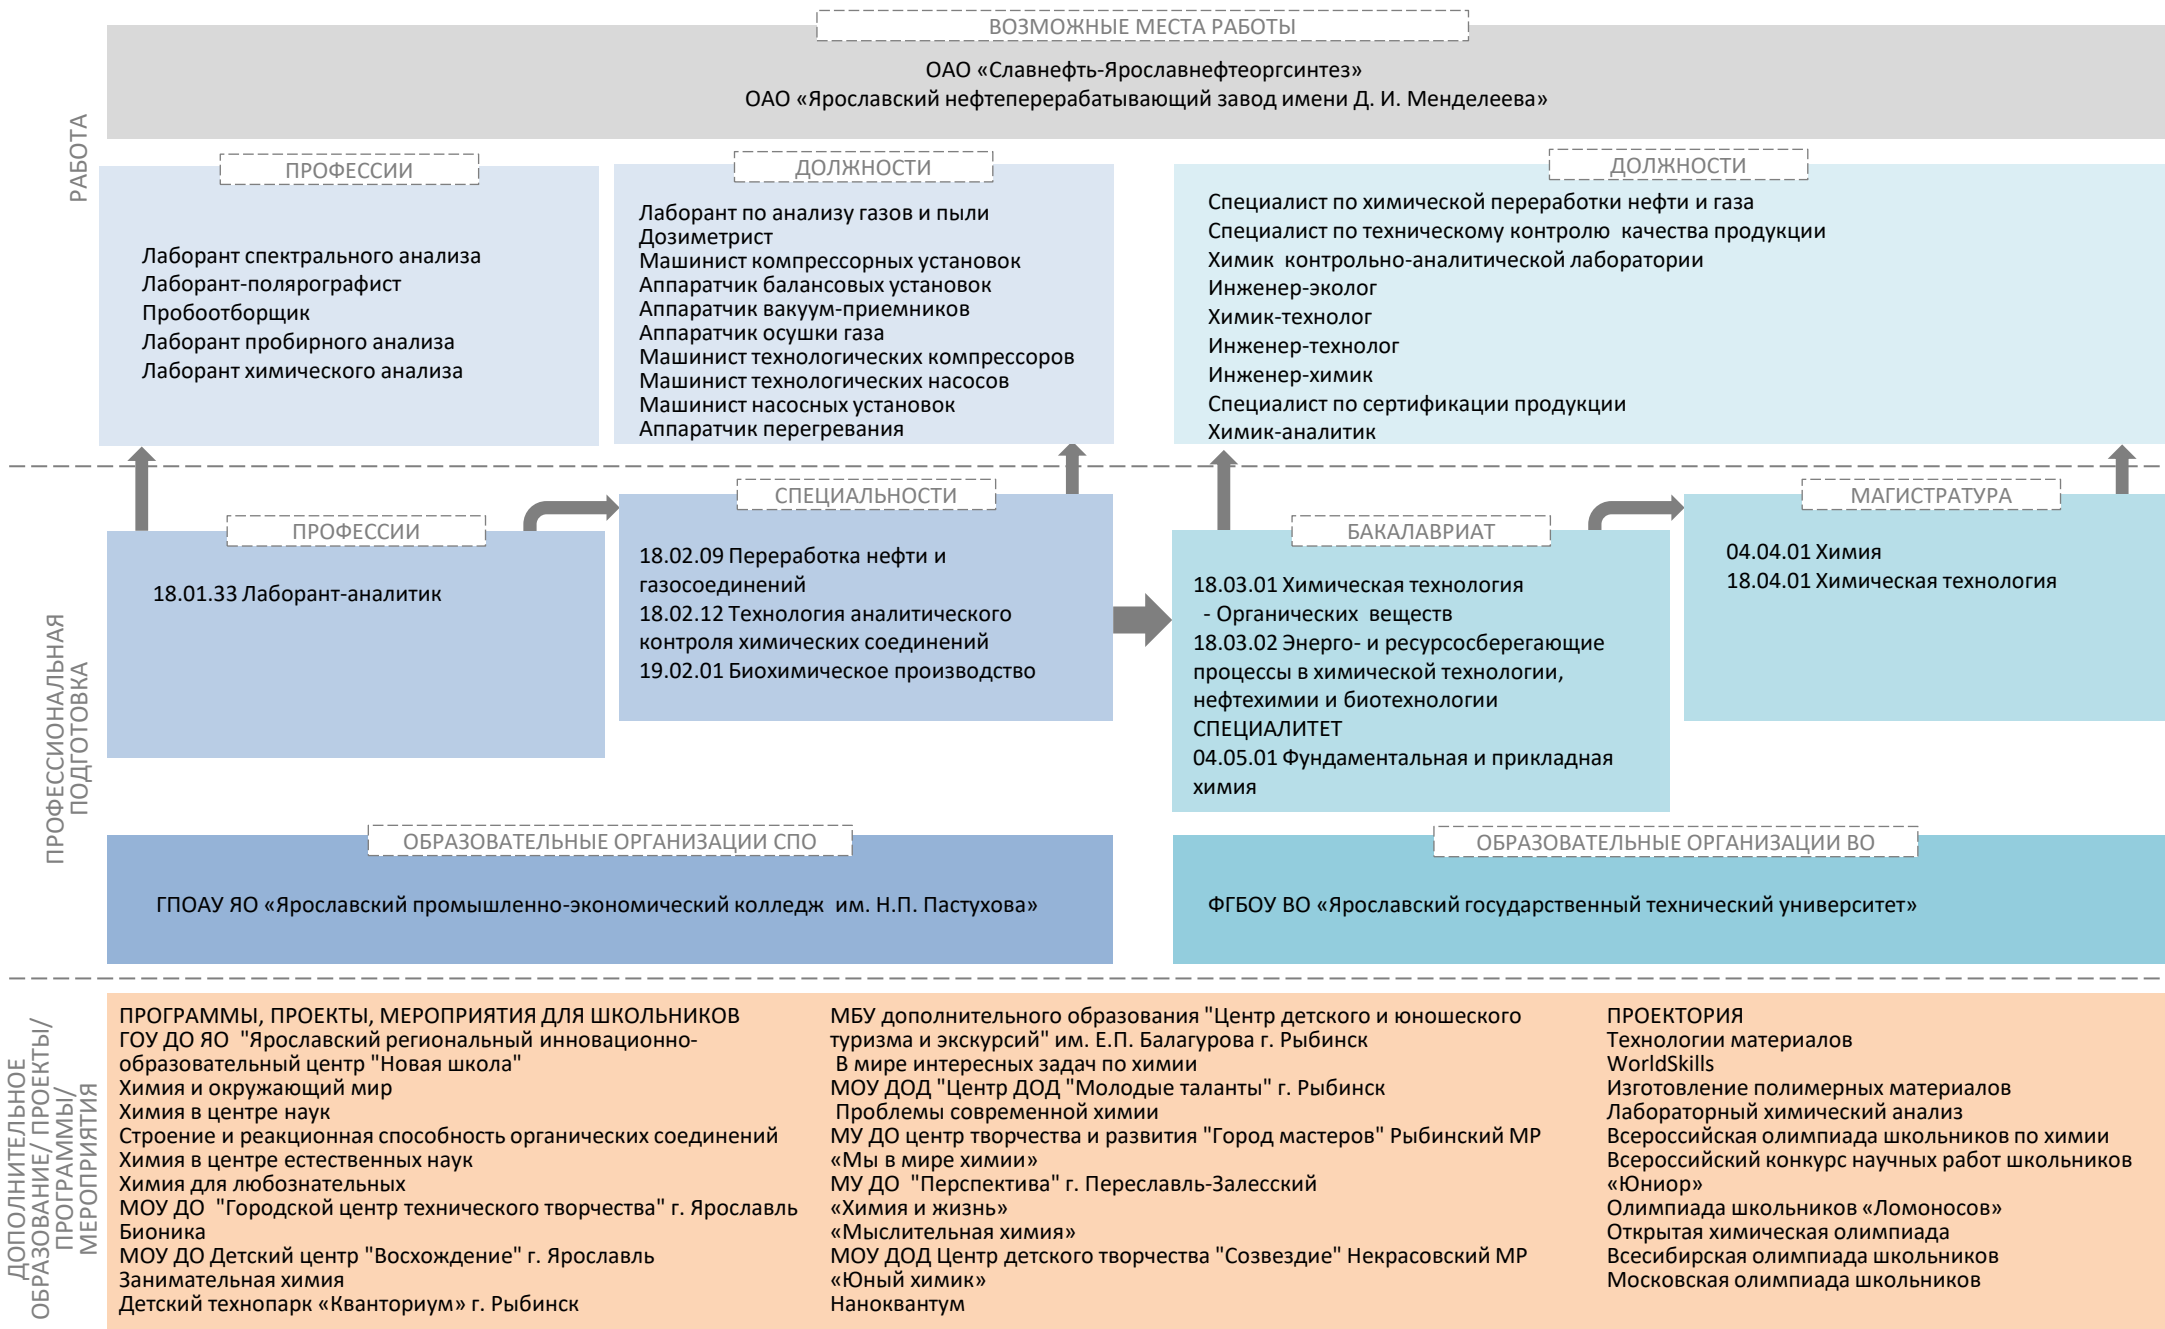 ВОЗМОЖНЫЕ МЕСТА РАБОТЫ
ОАО «Славнефть-Ярославнефтеоргсинтез»
ОАО «Ярославский нефтеперерабатывающий завод имени Д. И. Менделеева»
РАБОТА
ПРОФЕССИИ
Лаборант спектрального анализа
Лаборант-полярографист
Пробоотборщик
Лаборант пробирного анализа
Лаборант химического анализа
ДОЛЖНОСТИ
Лаборант по анализу газов и пыли
Дозиметрист
Машинист компрессорных установок
Аппаратчик балансовых установок
Аппаратчик вакуум-приемников
Аппаратчик осушки газа
Машинист технологических компрессоров
Машинист технологических насосов
Машинист насосных установок
Аппаратчик перегревания
ДОЛЖНОСТИ
Специалист по химической переработки нефти и газа
Специалист по техническому контролю  качества продукции
Химик  контрольно-аналитической лаборатории
Инженер-эколог
Химик-технолог
Инженер-технолог
Инженер-химик
Специалист по сертификации продукции
Химик-аналитик
ПРОФЕССИОНАЛЬНАЯ
ПОДГОТОВКА
ПРОФЕССИИ
18.01.33 Лаборант-аналитик
СПЕЦИАЛЬНОСТИ
18.02.09 Переработка нефти и
газосоединений
18.02.12 Технология аналитического
контроля химических соединений
19.02.01 Биохимическое производство
БАКАЛАВРИАТ
18.03.01 Химическая технология
- Органических  веществ
18.03.02 Энерго- и ресурсосберегающие
процессы в химической технологии,
нефтехимии и биотехнологии
СПЕЦИАЛИТЕТ
04.05.01 Фундаментальная и прикладная
химия
МАГИСТРАТУРА
04.04.01 Химия
18.04.01 Химическая технология
ОБРАЗОВАТЕЛЬНЫЕ ОРГАНИЗАЦИИ СПО
ГПОАУ ЯО «Ярославский промышленно-экономический колледж  им. Н.П. Пастухова»
ОБРАЗОВАТЕЛЬНЫЕ ОРГАНИЗАЦИИ ВО
ФГБОУ ВО «Ярославский государственный технический университет»
ДОПОЛНИТЕЛЬНОЕ
ОБРАЗОВАНИЕ/ ПРОЕКТЫ/
ПРОГРАММЫ/
МЕРОПРИЯТИЯ
ПРОГРАММЫ, ПРОЕКТЫ, МЕРОПРИЯТИЯ ДЛЯ ШКОЛЬНИКОВ
ГОУ ДО ЯО  "Ярославский региональный инновационно-
образовательный центр "Новая школа"
Химия и окружающий мир
Химия в центре наук
Строение и реакционная способность органических соединений
Химия в центре естественных наук
Химия для любознательных
МОУ ДО  "Городской центр технического творчества" г. Ярославль
Бионика
МОУ ДО Детский центр "Восхождение" г. Ярославль
Занимательная химия
Детский технопарк «Кванториум» г. Рыбинск
МБУ дополнительного образования "Центр детского и юношеского
туризма и экскурсий" им. Е.П. Балагурова г. Рыбинск
В мире интересных задач по химии
МОУ ДОД "Центр ДОД "Молодые таланты" г. Рыбинск
Проблемы современной химии
МУ ДО центр творчества и развития "Город мастеров" Рыбинский МР
«Мы в мире химии»
МУ ДО  "Перспектива" г. Переславль-Залесский
«Химия и жизнь»
«Мыслительная химия»
МОУ ДОД Центр детского творчества "Созвездие" Некрасовский МР
«Юный химик»
Наноквантум
ПРОЕКТОРИЯ
Технологии материалов
WorldSkills
Изготовление полимерных материалов
Лабораторный химический анализ
Всероссийская олимпиада школьников по химии
Всероссийский конкурс научных работ школьников
«Юниор»
Олимпиада школьников «Ломоносов»
Открытая химическая олимпиада
Всесибирская олимпиада школьников
Московская олимпиада школьников